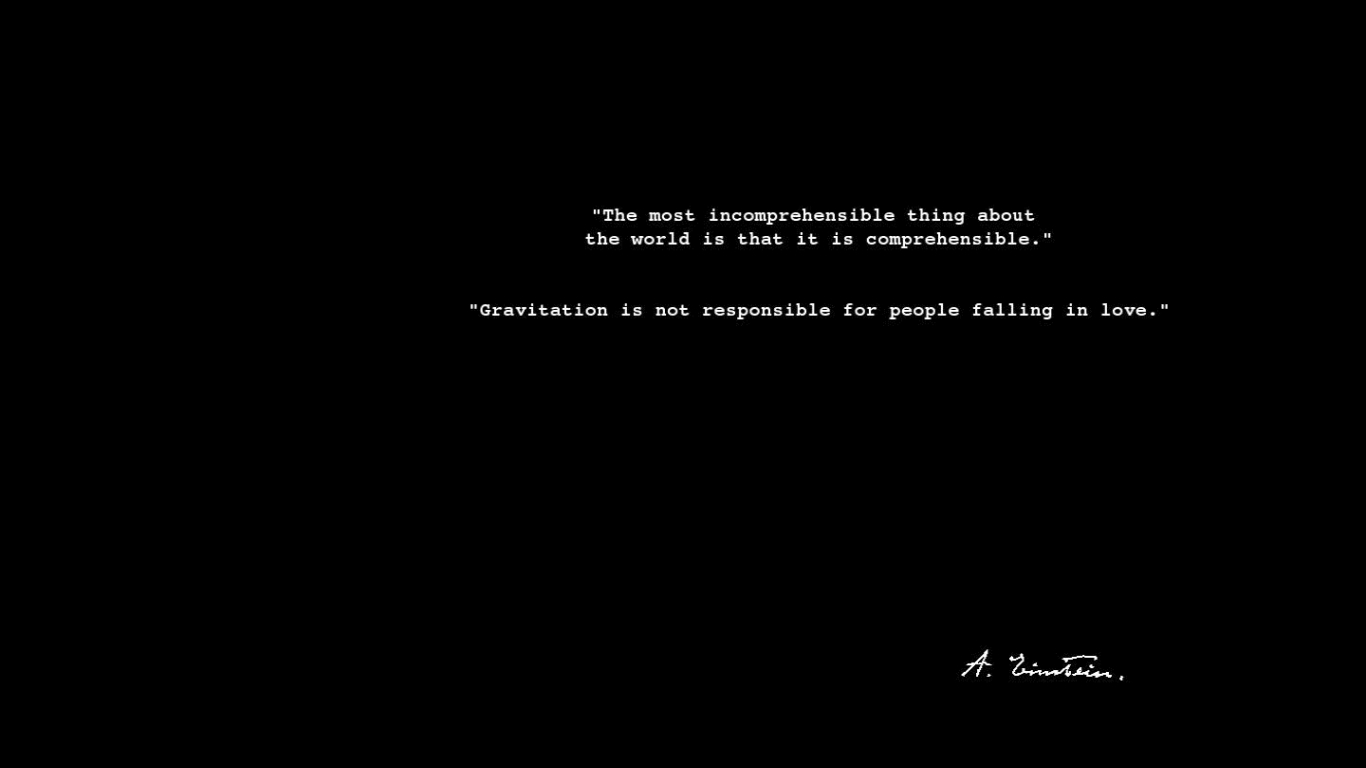 "The most incomprehensible thing about
the world is that it is comprehensible."
"Gravitation is not responsible for people falling in love."
A. Einstein.